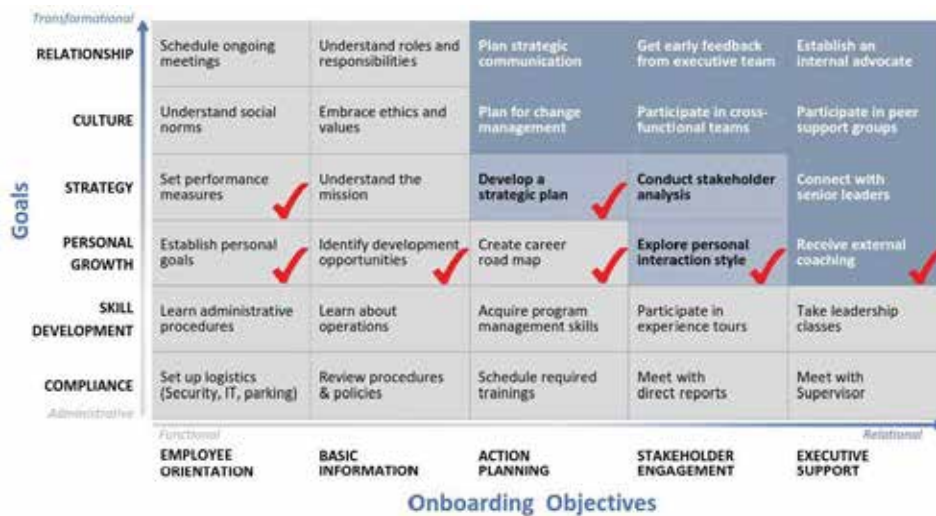 Transformational
RELATIONSHIP
Schedule ongoing
meetings
Understand roles and
responsibilities
Plan strategic
communication
Get early feedback
from executive team
Establish an
internal advocate
CULTURE
Understand social
norms
Embrace ethics and
values
Plan for change
management
Participate in cross-
functional teams
Participate in peer
support groups
Goals
STRATEGY
Set performance
measures
Understand the
mission
Develop a
strategic plan
Conduct stakeholder
analysis
Connect with
senior leaders
PERSONAL
GROWTH
Establish personal
goals
Identify development
opportunities
Create career
road map
Explore personal
interaction style
Receive external
coaching
SKILL
DEVELOPMENT
Learn administrative
procedures
Learn about
operations
Acquire program
management skills
Participate in
experience tours
Take leadership
classes
COMPLIANCE
Set up logistics
(Security, IT, parking)
Review procedures
& policies
Schedule required
trainings
Meet with
direct reports
Meet with
Supervisor
Administrative
Functional
Relational
EMPLOYEE
ORIENTATION
BASIC
INFORMATION
ACTION
PLANNING
STAKEHOLDER
ENGAGEMENT
EXECUTIVE
SUPPORT
Onboarding Objectives